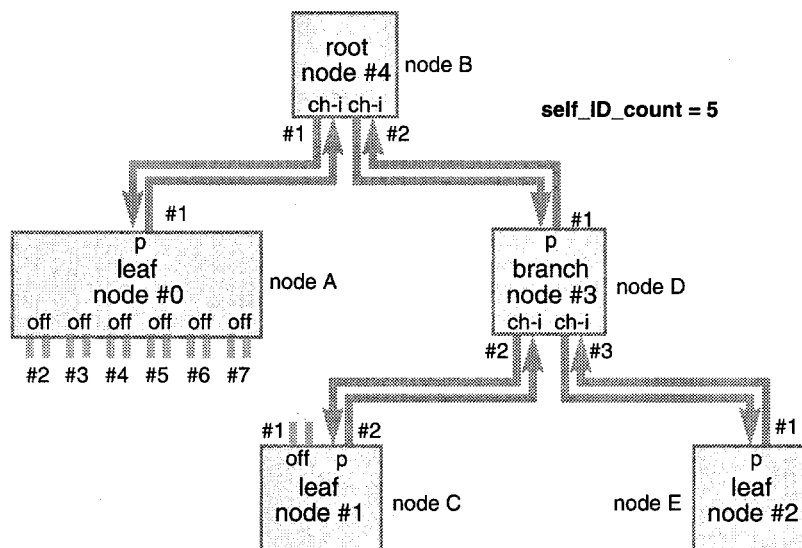 root
node #4
node B
ch-i ch-i
self_ID_count = 5
#1
#2
#1
p
leaf
node #0
node A
off off off off off off
#2 #3 #4 #5 #6 #7
#1
p
branch
node #3
node D
ch-i ch-i
#2
#3
#1
#2
off p
leaf
node #1
node C
#1
p
leaf
node #2
node E